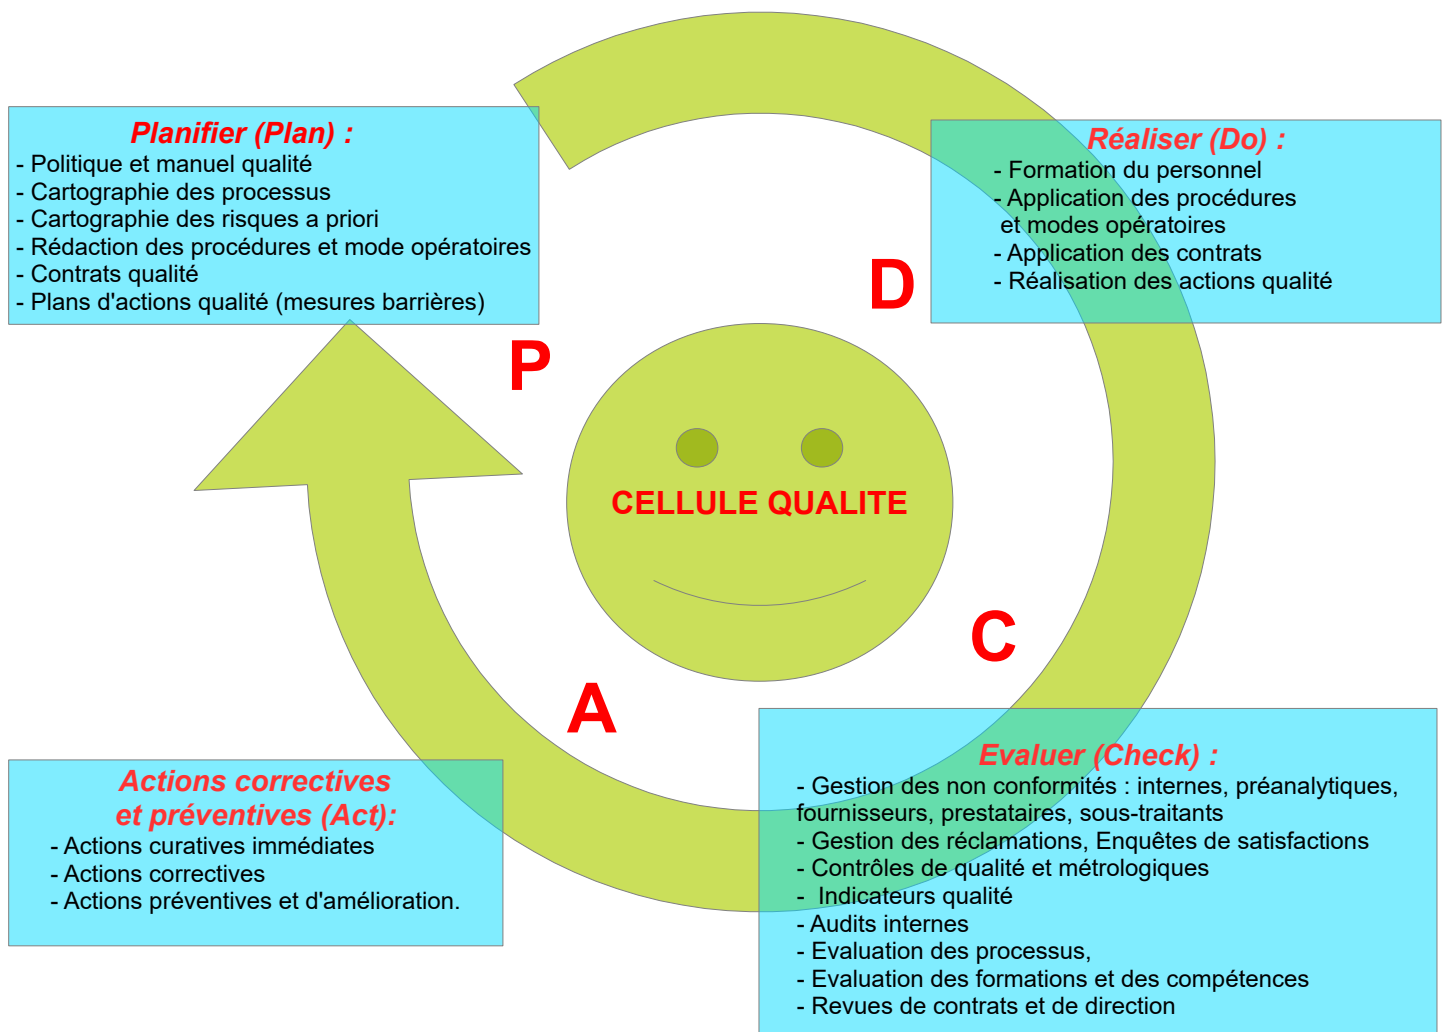 Planifier (Plan) :
- Politique et manuel qualité
- Cartographie des processus
- Cartographie des risques a priori
- Rédaction des procédures et mode opératoires
- Contrats qualité
- Plans d'actions qualité (mesures barrières)
Réaliser (Do) :
- Formation du personnel
- Application des procédures
et modes opératoires
- Application des contrats
- Réalisation des actions qualité
P
D
CELLULE QUALITE
C
A
Actions correctives
et préventives (Act):
- Actions curatives immédiates
- Actions correctives
- Actions préventives et d'amélioration.
Evaluer (Check) :
- Gestion des non conformités : internes, préanalytiques,
fournisseurs, prestataires, sous-traitants
- Gestion des réclamations, Enquêtes de satisfactions
- Contrôles de qualité et métrologiques
- Indicateurs qualité
- Audits internes
- Evaluation des processus,
- Evaluation des formations et des compétences
- Revues de contrats et de direction